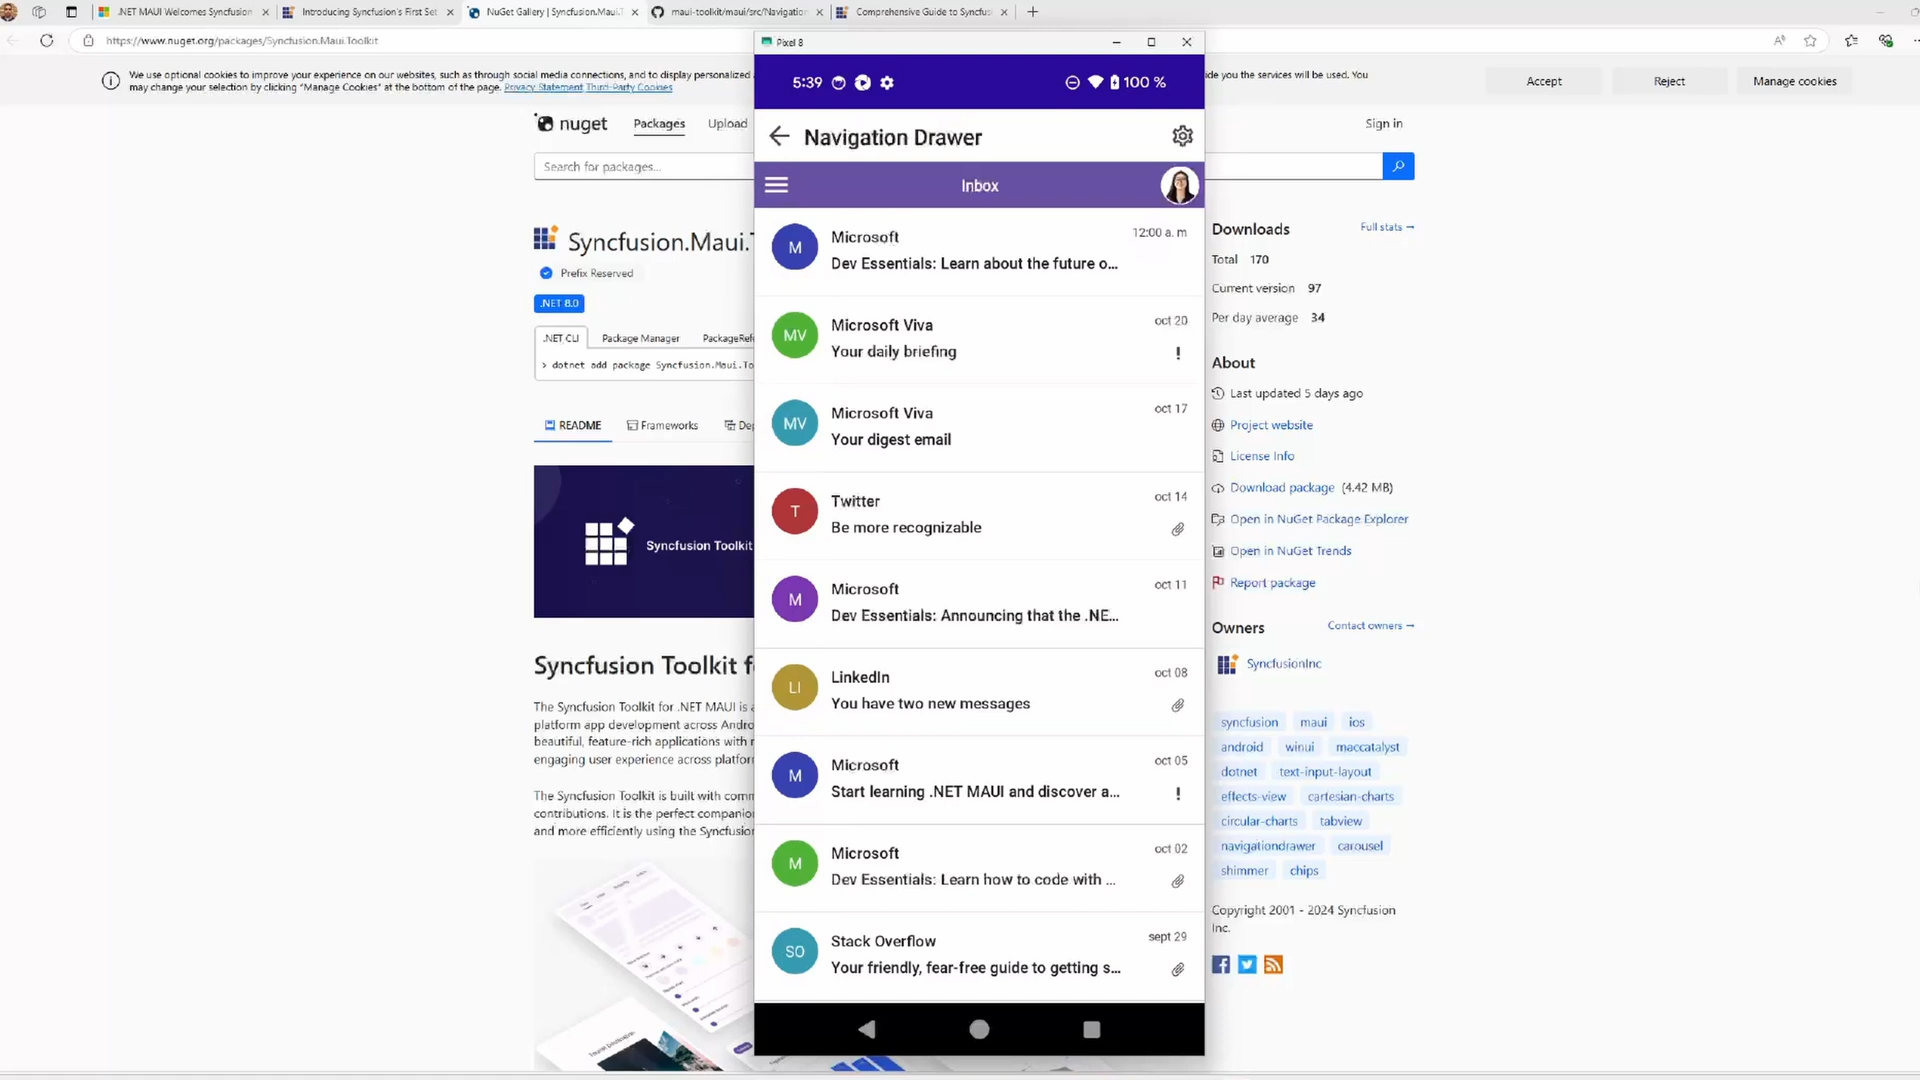 .NET MAUI Welcomes Syncfusion
Introducing Syncfusion's First Set
NuGet Gallery | Syncfusion.Maui.T
maui-toolkit/maui/src/Navigation
Comprehensive Guide to Syncfus
https://www.nuget.org/packages/Syncfusion.Maui.Toolkit
We use optional cookies to improve your experience on our websites, such as through social media connections, and to display personalized
may change your selection by clicking "Manage Cookies" at the bottom of the page. Privacy Statement Third-Party Cookies
de you the services will be used. You
Accept
Reject
Manage cookies
nuget
Packages
Upload
Sign in
Search for packages...
Syncfusion.Maui.
Prefix Reserved
.NET 8.0
.NET CLI
Package Manager
PackageRef
> dotnet add package Syncfusion.Maui.To
README
Frameworks
De
Syncfusion Toolkit
Syncfusion Toolkit f
The Syncfusion Toolkit for .NET MAUI is a
platform app development across Andro
beautiful, feature-rich applications with
engaging user experience across platfor
The Syncfusion Toolkit is built with comm
contributions. It is the perfect companio
and more efficiently using the Syncfusio
Pixel 8
5:39
100 %
Navigation Drawer
Inbox
M
Microsoft
12:00 a. m
Dev Essentials: Learn about the future o...
MV
Microsoft Viva
oct 20
Your daily briefing
!
MV
Microsoft Viva
oct 17
Your digest email
T
Twitter
oct 14
Be more recognizable
M
Microsoft
oct 11
Dev Essentials: Announcing that the .NE...
LI
LinkedIn
oct 08
You have two new messages
M
Microsoft
oct 05
Start learning .NET MAUI and discover a...
!
M
Microsoft
oct 02
Dev Essentials: Learn how to code with ...
SO
Stack Overflow
sept 29
Your friendly, fear-free guide to getting s...
Downloads
Full stats →
Total 170
Current version 97
Per day average 34
About
Last updated 5 days ago
Project website
License Info
Download package (4.42 MB)
Open in NuGet Package Explorer
Open in NuGet Trends
Report package
Owners
Contact owners →
SyncfusionInc
syncfusion maui ios
android winui maccatalyst
dotnet text-input-layout
effects-view cartesian-charts
circular-charts tabview
navigationdrawer carousel
shimmer chips
Copyright 2001 - 2024 Syncfusion
Inc.